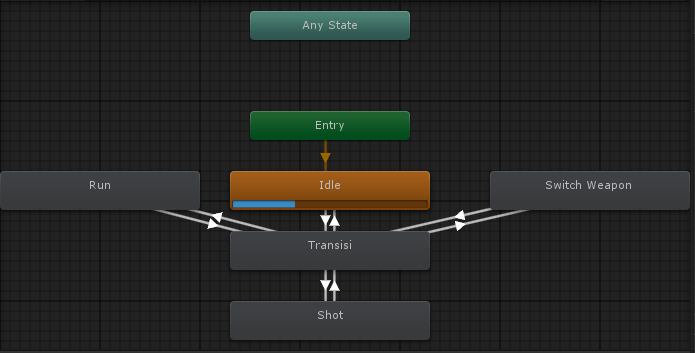 Any State
Entry
Run
Idle
Switch Weapon
Transisi
Shot